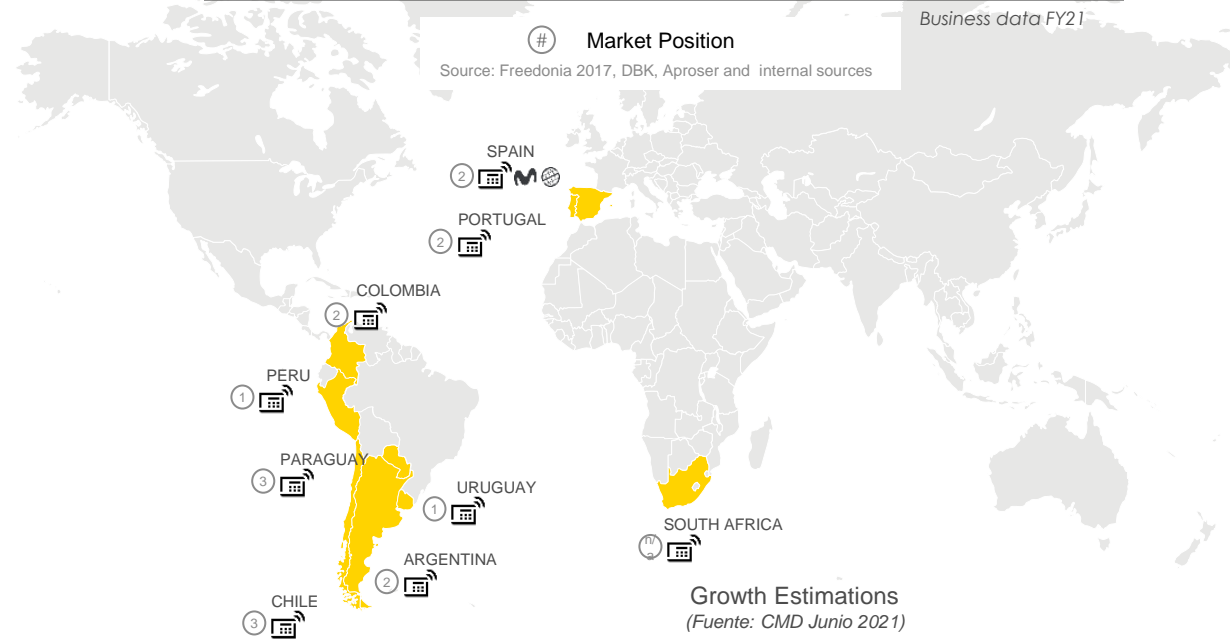 Business data FY21
# Market Position
Source: Freedonia 2017, DBK, Aproser and internal sources
SPAIN
2
PORTUGAL
2
COLOMBIA
2
PERU
1
PARAGUAY
3
URUGUAY
1
SOUTH AFRICA
n/a
ARGENTINA
2
CHILE
3
Growth Estimations
(Fuente: CMD Junio 2021)